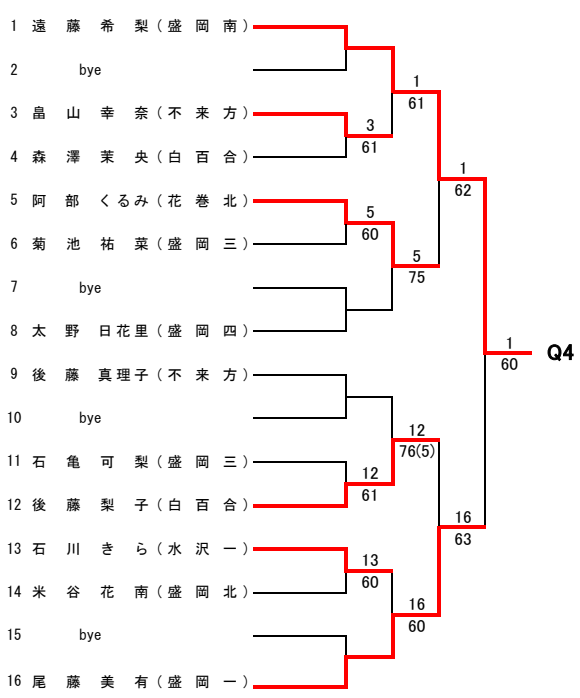 1 遠藤希梨(盛岡南)
2 bye
3 畠山幸奈(不来方)
4 森澤茉央(白百合)
5 阿部くるみ(花巻北)
6 菊池祐菜(盛岡三)
7 bye
8 太野日花里(盛岡四)
9 後藤真理子(不来方)
10 bye
11 石亀可梨(盛岡三)
12 後藤梨子(白百合)
13 石川きら(水沢一)
14 米谷花南(盛岡北)
15 bye
16 尾藤美有(盛岡一)
3
61
5
60
12
61
13
60
1
61
5
75
12
76(5)
16
60
1
62
16
63
1
60
Q4